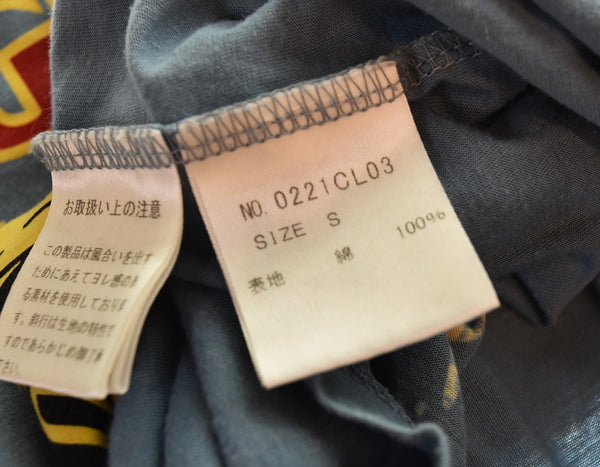 お取扱い上の注意
この製品は風合いを出す
ためにあえてヨレ感のあ
る素材を使用しておりま
す。斜行は生地の特性で
すのであらかじめ御了承
NO. 0221CL03
SIZE S
表地 綿 100%